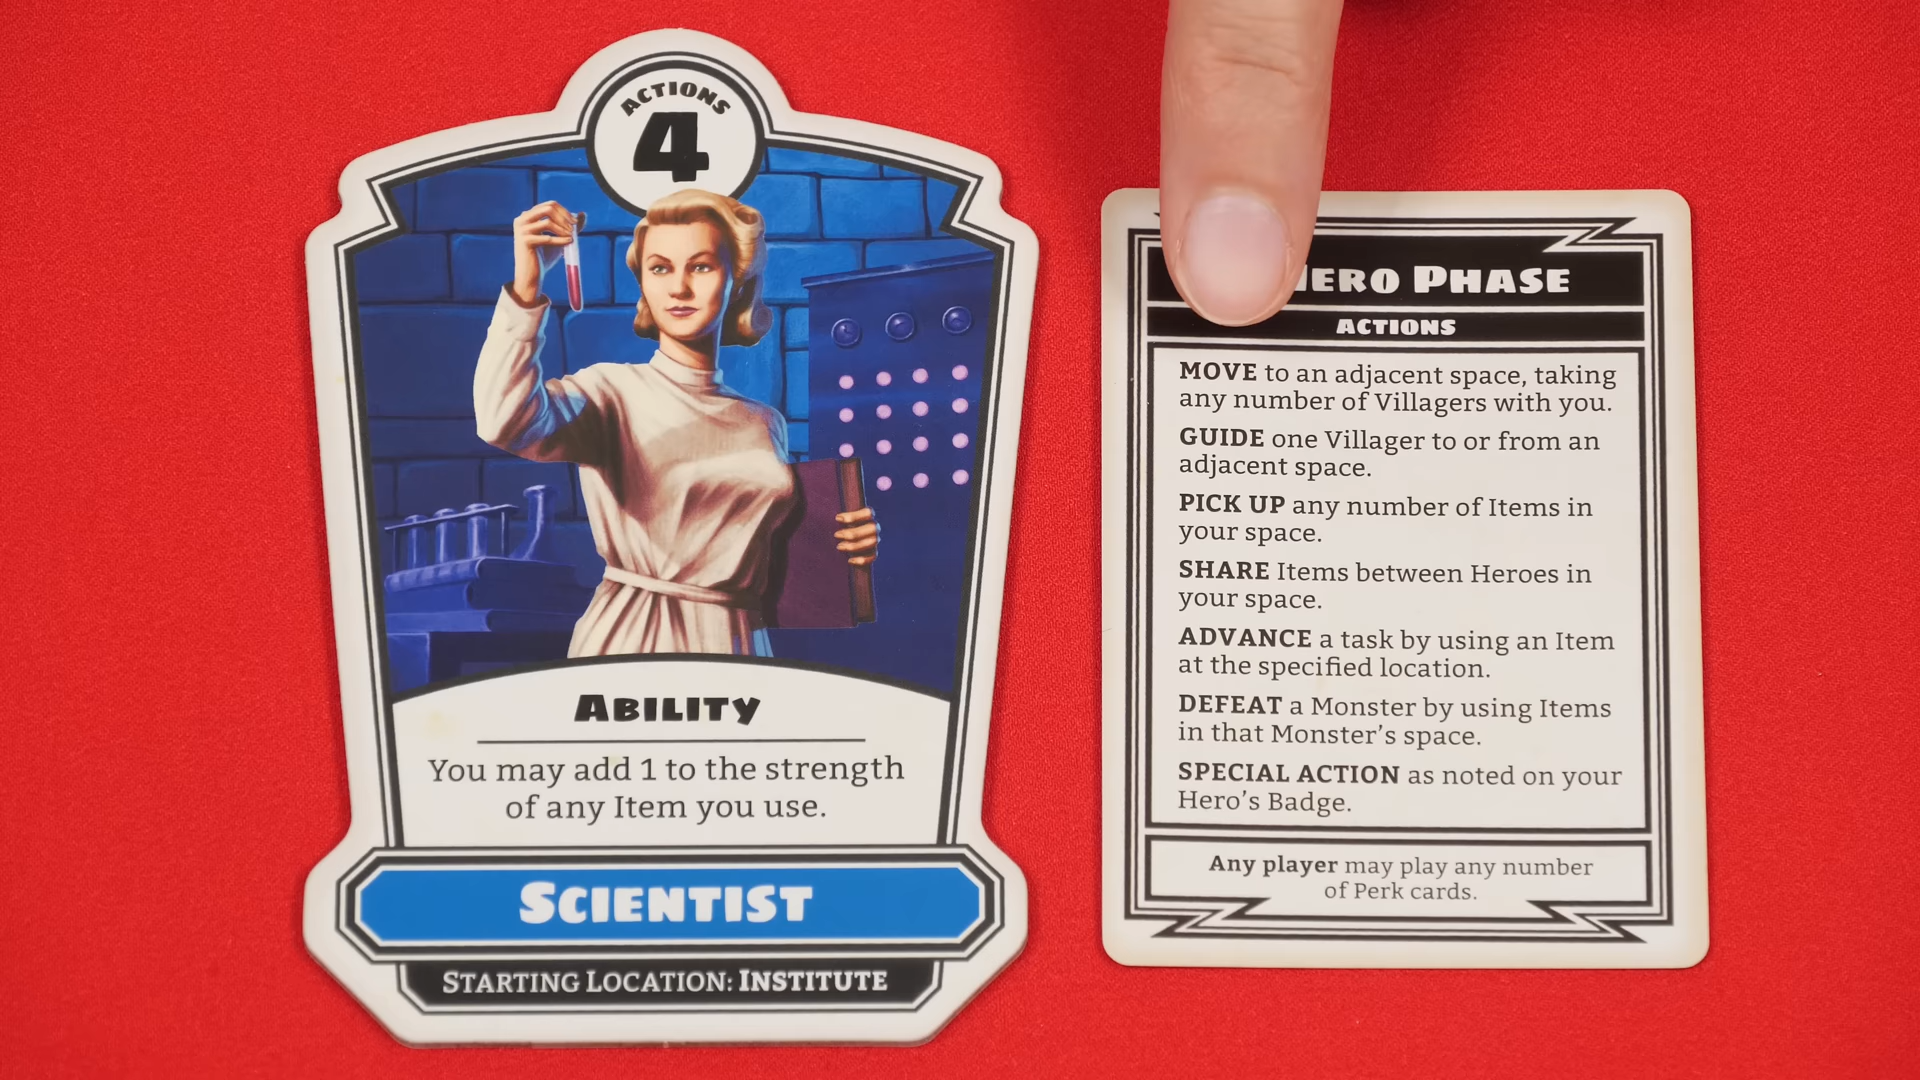 ACTIONS
4
ABILITY
You may add 1 to the strength
of any Item you use.
SCIENTIST
STARTING LOCATION: INSTITUTE
PHASE
ACTIONS
MOVE to an adjacent space, taking
any number of Villagers with you.
GUIDE one Villager to or from an
adjacent space.
PICK UP any number of Items in
your space.
SHARE Items between Heroes in
your space.
ADVANCE a task by using an Item
at the specified location.
DEFEAT a Monster by using Items
in that Monster's space.
SPECIAL ACTION as noted on your
Hero's Badge.
Any player may play any number
of Perk cards.